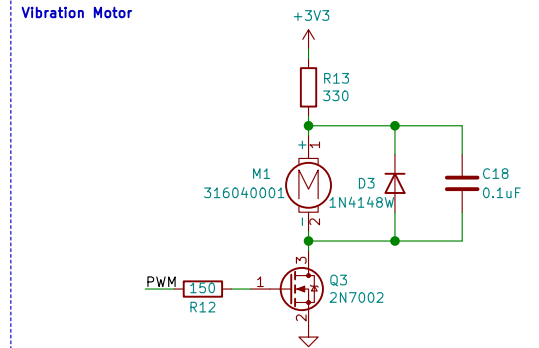 Vibration Motor
+3V3
R13
330
+
1
M1
316040001
M
D3
1N4148W
C18
0.1uF
-
2
3
PWM
150
R12
1
Q3
2N7002
2